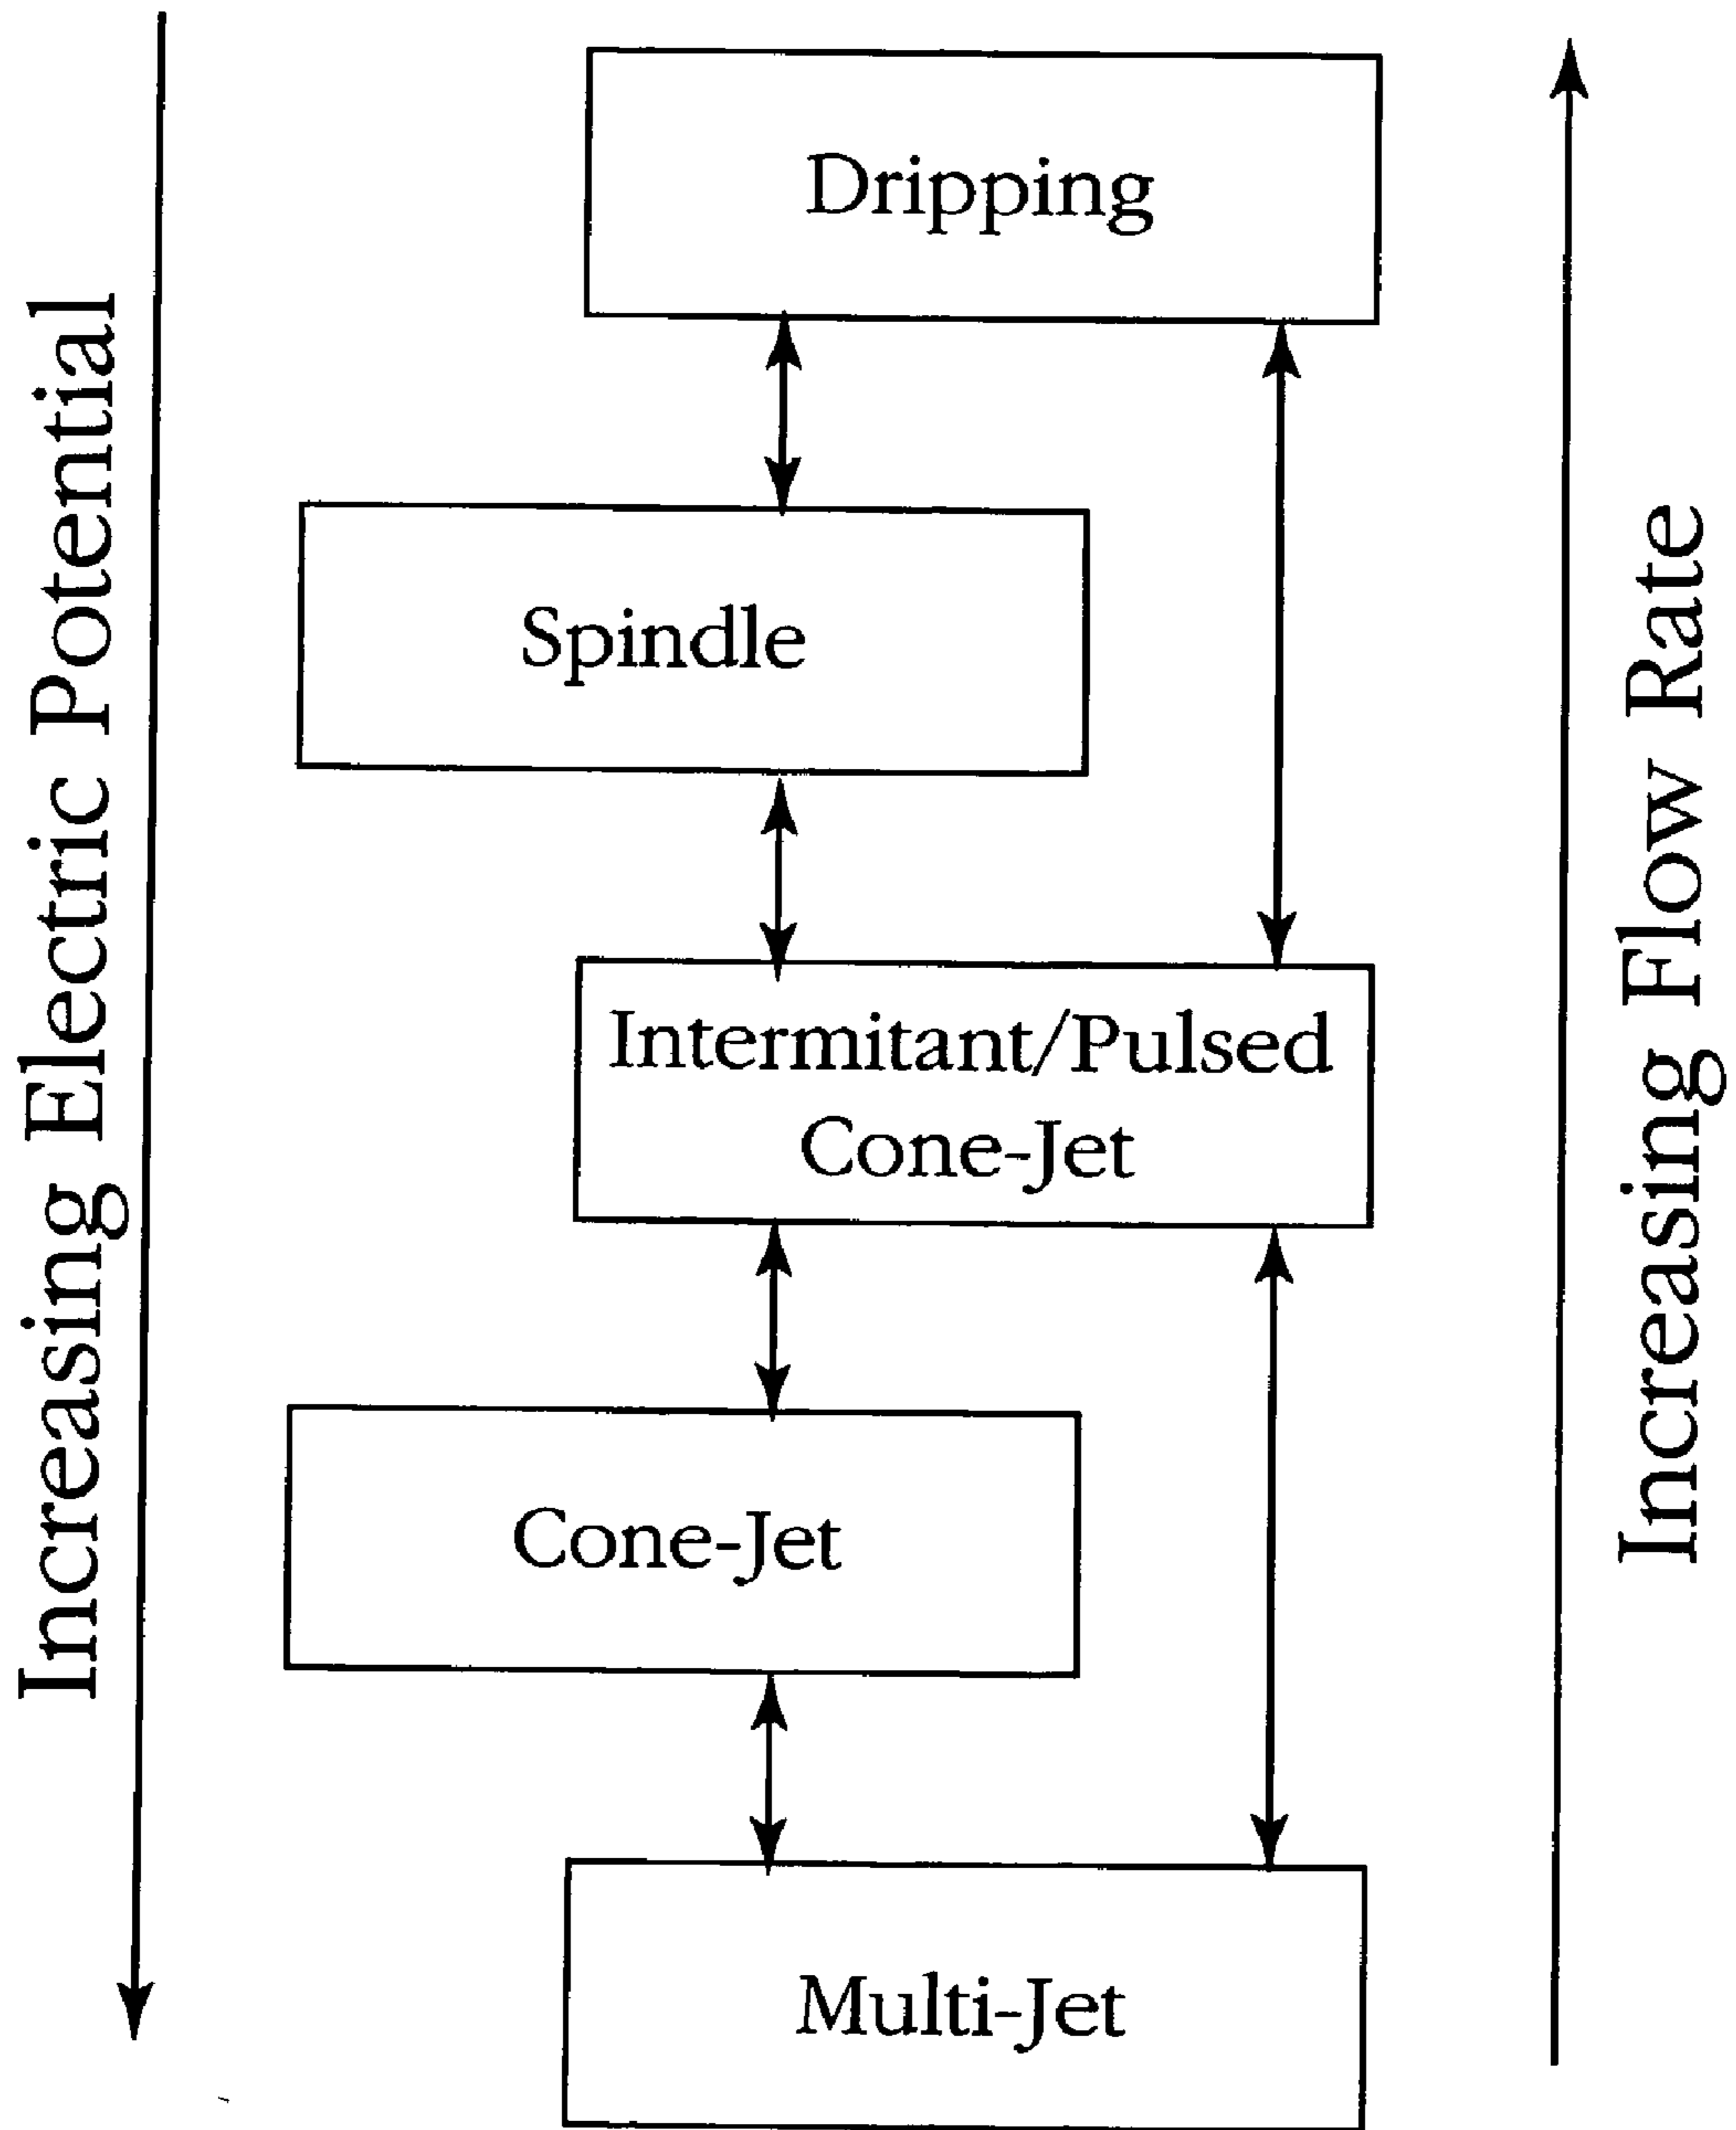 Increasing Electric Potential
Dripping
Spindle
Intermitant/Pulsed
Cone-Jet
Cone-Jet
Multi-Jet
Increasing Flow Rate